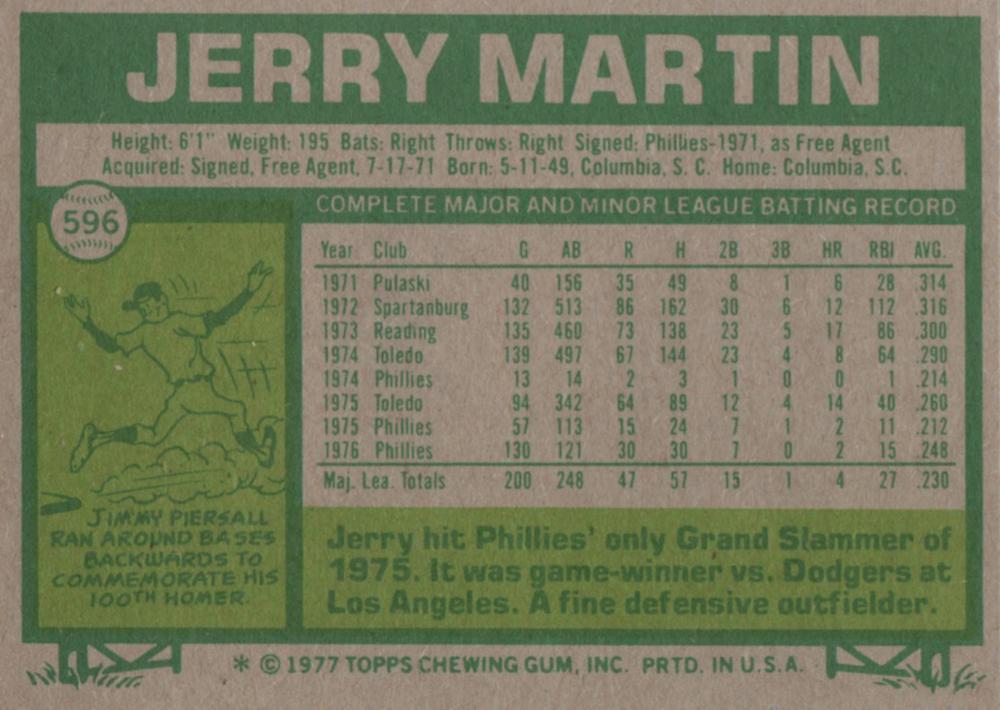 JERRY MARTIN
Height: 6'1" Weight: 195 Bats: Right Throws: Right Signed: Phillies-1971, as Free Agent
Acquired: Signed, Free Agent, 7-17-71 Born: 5-11-49, Columbia, S. C. Home: Columbia, S.C.
596
COMPLETE MAJOR AND MINOR LEAGUE BATTING RECORD
Year Club G AB R H 2B 3B HR RBI AVG.
1971 Pulaski 40 156 35 49 8 1 6 28 .314
1972 Spartanburg 132 513 86 162 30 6 12 112 .316
1973 Reading 135 460 73 138 23 5 17 86 .300
1974 Toledo 139 497 67 144 23 4 8 64 .290
1974 Phillies 13 14 2 3 1 0 0 1 .214
1975 Toledo 94 342 64 89 12 4 14 40 .260
1975 Phillies 57 113 15 24 7 1 2 11 .212
1976 Phillies 130 121 30 30 7 0 2 15 .248
Maj. Lea. Totals 200 248 47 57 15 1 4 27 .230
JIMMY PIERSALL
RAN AROUND BASES
BACKWARDS TO
COMMEMORATE HIS
100TH HOMER.
Jerry hit Phillies' only Grand Slammer of
1975. It was game-winner vs. Dodgers at
Los Angeles. A fine defensive outfielder.
* © 1977 TOPPS CHEWING GUM, INC. PRTD. IN U.S.A.